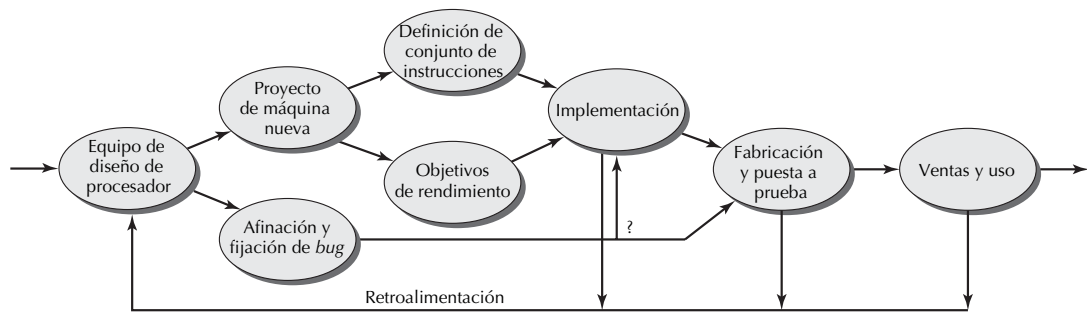 Definición de
conjunto de
instrucciones
Proyecto
de máquina
nueva
Implementación
Equipo de
diseño de
procesador
Objetivos
de rendimiento
Fabricación
y puesta a
prueba
Ventas y uso
Afinación y
fijación de bug
?
Retroalimentación